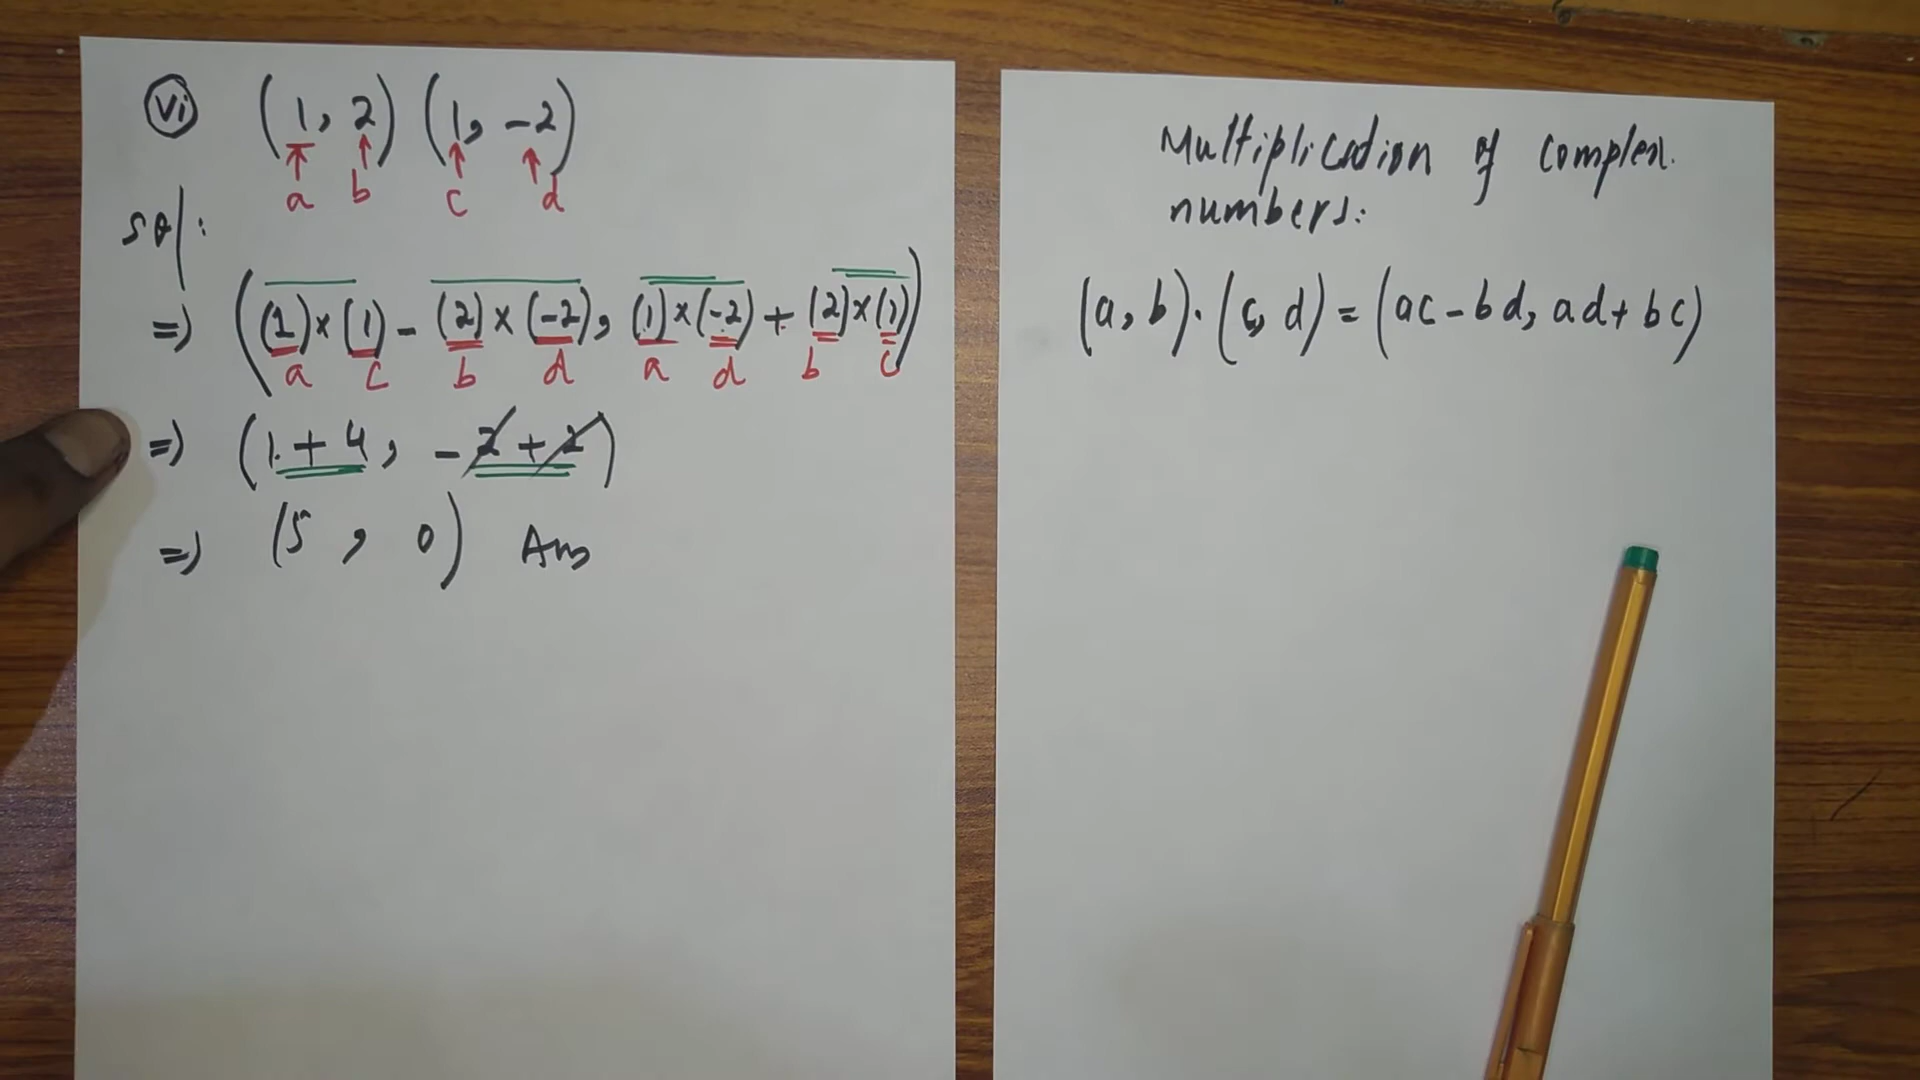 (vi) (1, 2) (1, -2)
a b c d
Sol:
=) ((1)×(1) - (2)×(-2), (1)×(-2) + (2)×(1))
a c b d a d b c
=) (1 + 4, -2 + 2)
=) (5, 0) Ans
Multiplication of complex
numbers:
(a, b)·(c, d) = (ac - bd, ad + bc)